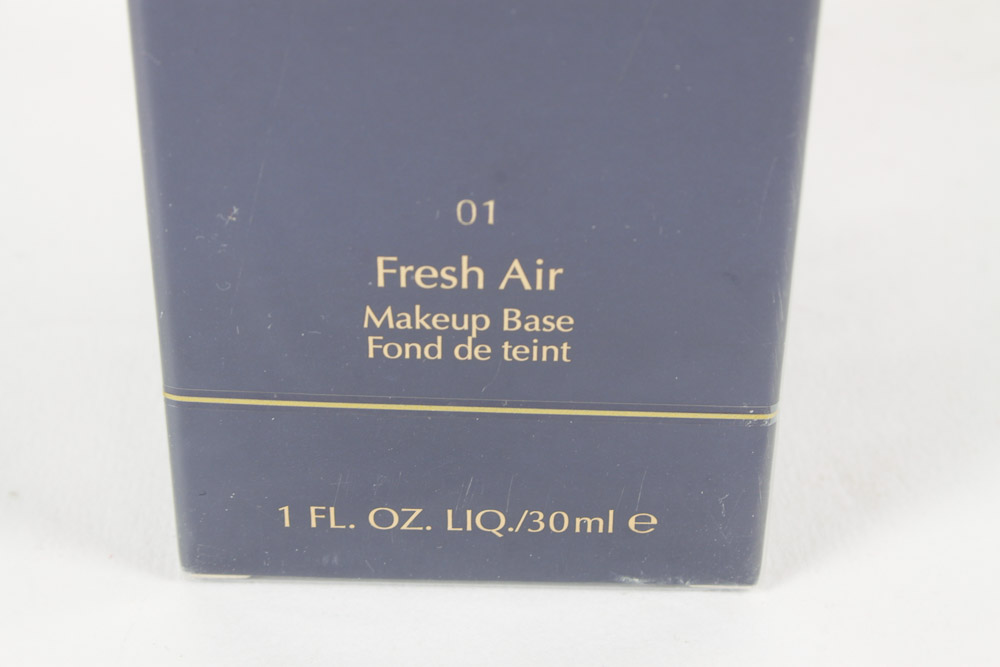 01
Fresh Air
Makeup Base
Fond de teint
1 FL. OZ. LIQ./30ml ℮